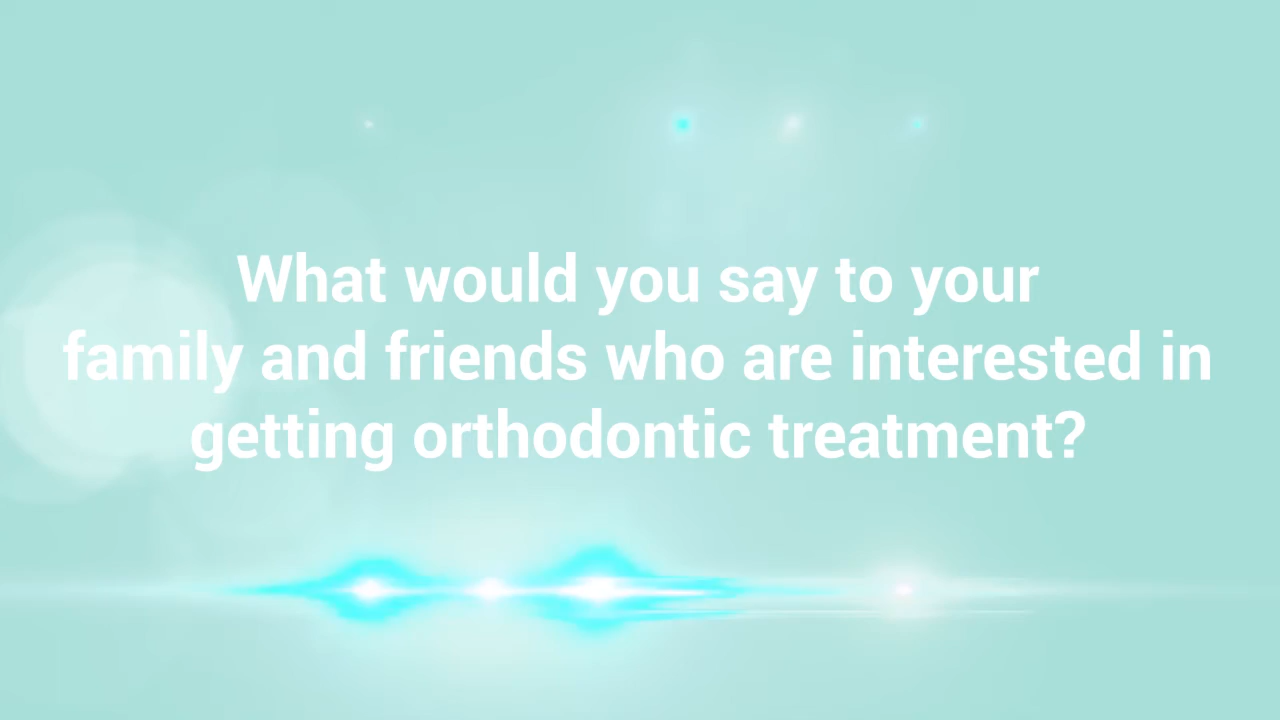 What would you say to your
family and friends who are interested in
getting orthodontic treatment?